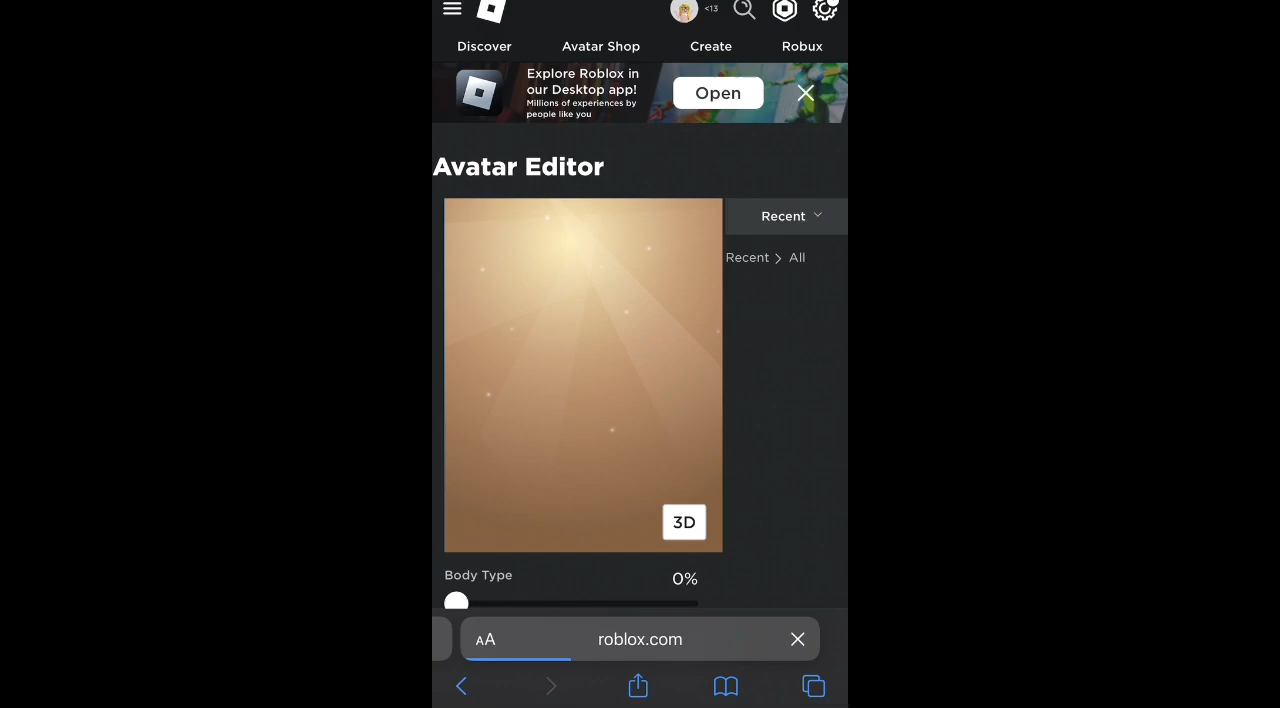 <13
Discover Avatar Shop Create Robux
Explore Roblox in
our Desktop app!
Millions of experiences by
people like you
Open
Avatar Editor
Recent
Recent > All
3D
Body Type 0%
AA roblox.com